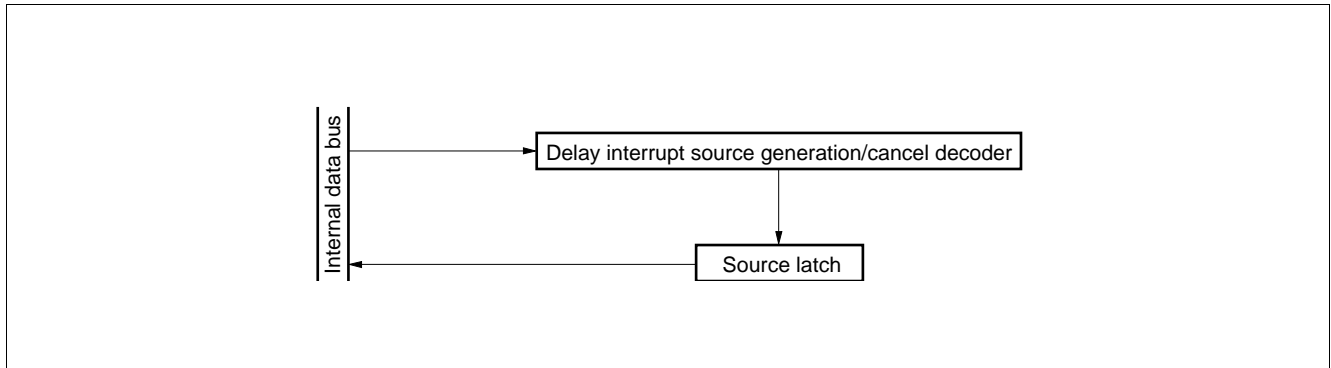 Internal data bus
Delay interrupt source generation/cancel decoder
Source latch